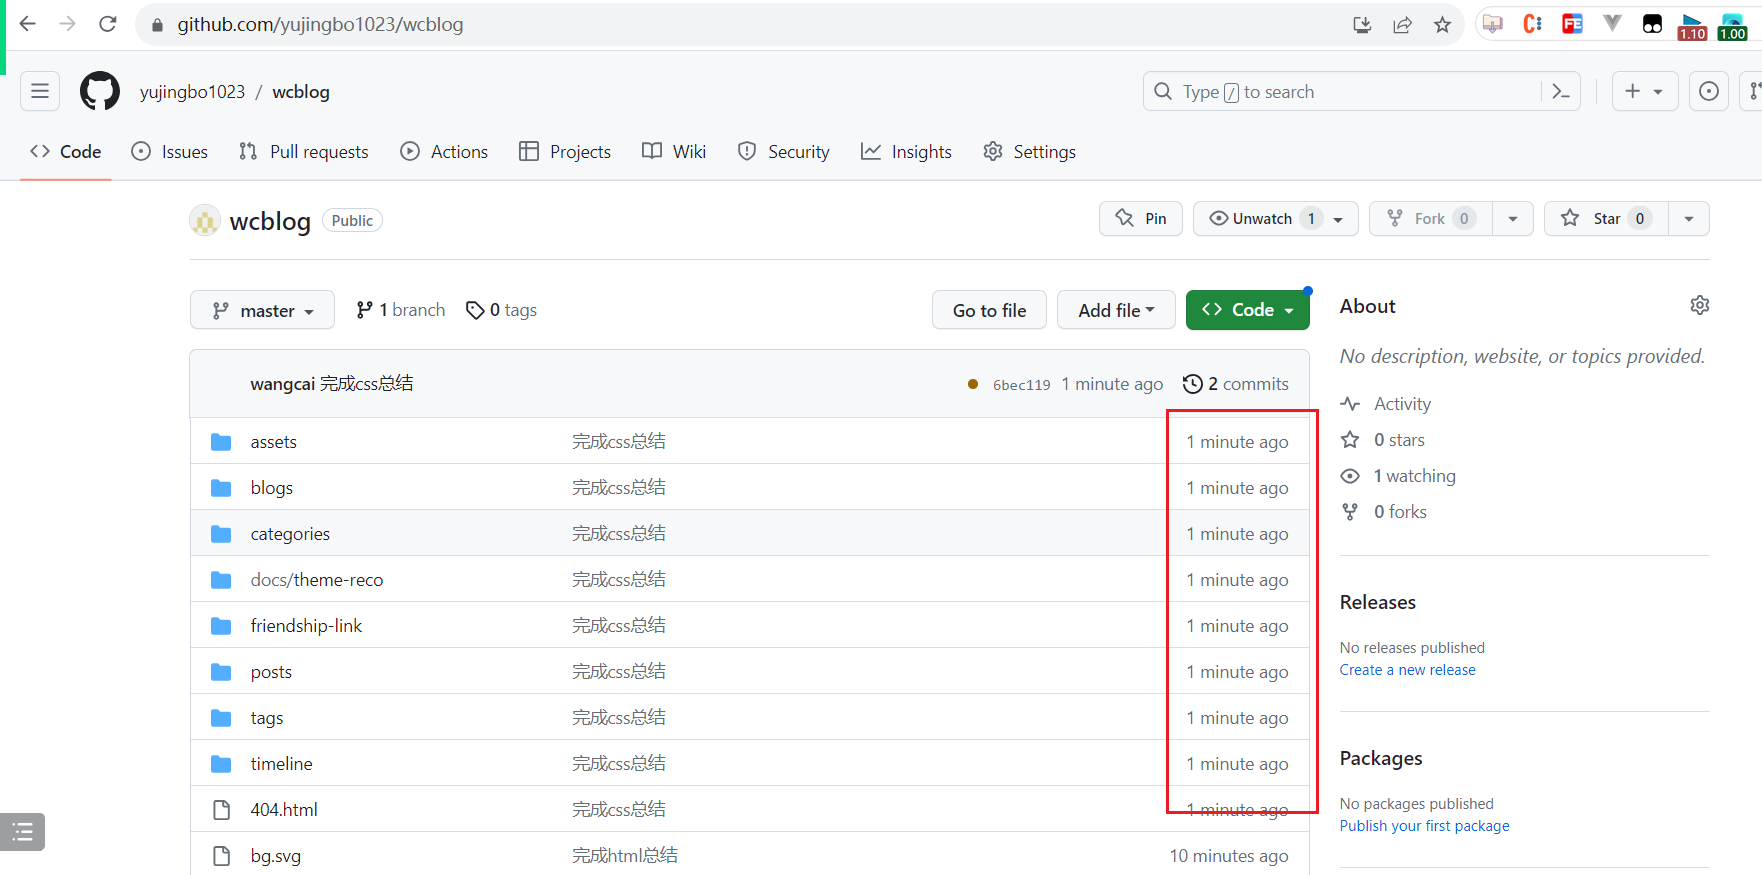 github.com/yujingbo1023/wcblog
1.10
1.00
yujingbo1023 / wcblog
Type / to search
Code
Issues
Pull requests
Actions
Projects
Wiki
Security
Insights
Settings
wcblog Public
Pin
Unwatch 1
Fork 0
Star 0
master
1 branch
0 tags
Go to file
Add file
Code
wangcai 完成css总结 6bec119 1 minute ago 2 commits
assets 完成css总结 1 minute ago
blogs 完成css总结 1 minute ago
categories 完成css总结 1 minute ago
docs/theme-reco 完成css总结 1 minute ago
friendship-link 完成css总结 1 minute ago
posts 完成css总结 1 minute ago
tags 完成css总结 1 minute ago
timeline 完成css总结 1 minute ago
404.html 完成css总结 1 minute ago
bg.svg 完成html总结 10 minutes ago
About
No description, website, or topics provided.
Activity
0 stars
1 watching
0 forks
Releases
No releases published
Create a new release
Packages
No packages published
Publish your first package